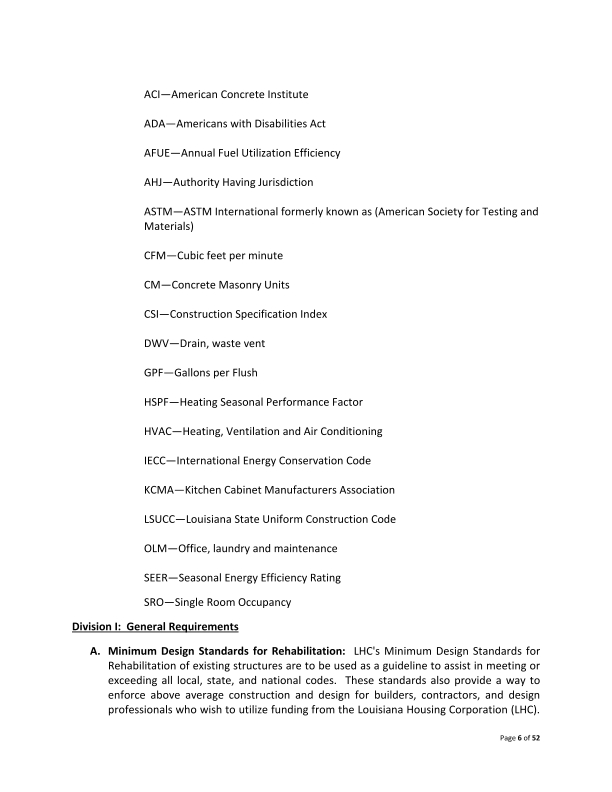 ACI—American Concrete Institute
ADA—Americans with Disabilities Act
AFUE—Annual Fuel Utilization Efficiency
AHJ—Authority Having Jurisdiction
ASTM—ASTM International formerly known as (American Society for Testing and
Materials)
CFM—Cubic feet per minute
CM—Concrete Masonry Units
CSI—Construction Specification Index
DWV—Drain, waste vent
GPF—Gallons per Flush
HSPF—Heating Seasonal Performance Factor
HVAC—Heating, Ventilation and Air Conditioning
IECC—International Energy Conservation Code
KCMA—Kitchen Cabinet Manufacturers Association
LSUCC—Louisiana State Uniform Construction Code
OLM—Office, laundry and maintenance
SEER—Seasonal Energy Efficiency Rating
SRO—Single Room Occupancy
Division I: General Requirements
A. Minimum Design Standards for Rehabilitation: LHC's Minimum Design Standards for
Rehabilitation of existing structures are to be used as a guideline to assist in meeting or
exceeding all local, state, and national codes. These standards also provide a way to
enforce above average construction and design for builders, contractors, and design
professionals who wish to utilize funding from the Louisiana Housing Corporation (LHC).
Page 6 of 52